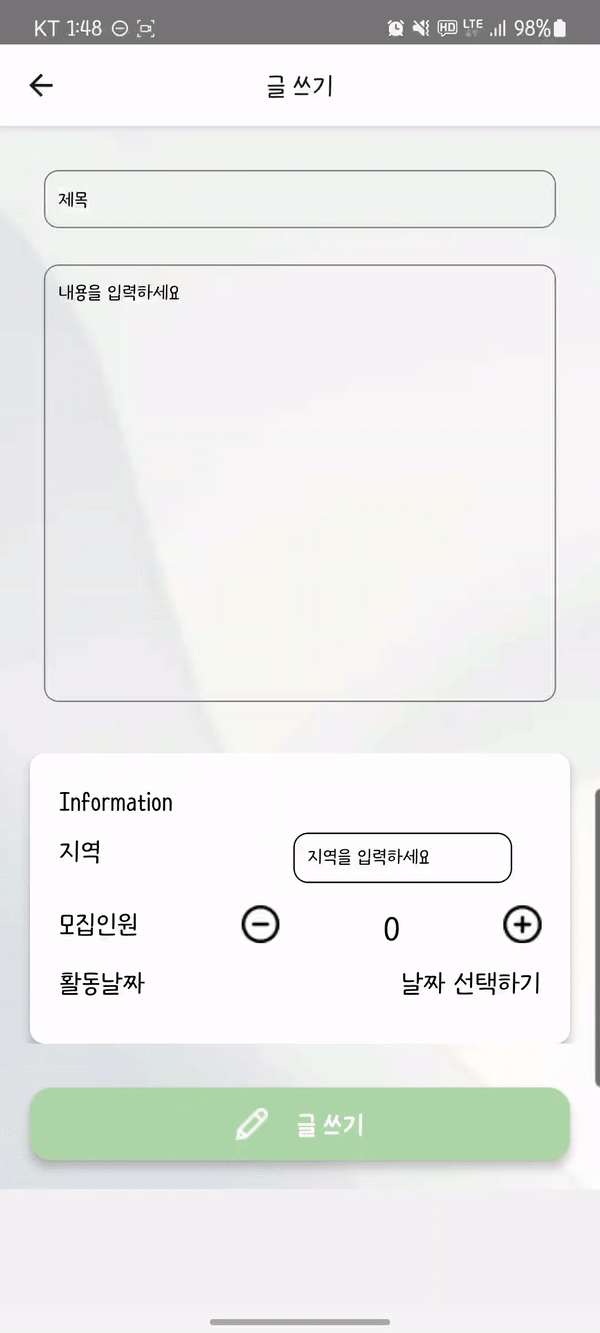 KT 1:48 HD LTE 98%
글 쓰기
제목
내용을 입력하세요
Information
지역 지역을 입력하세요
모집인원 0
활동날짜 날짜 선택하기
글 쓰기